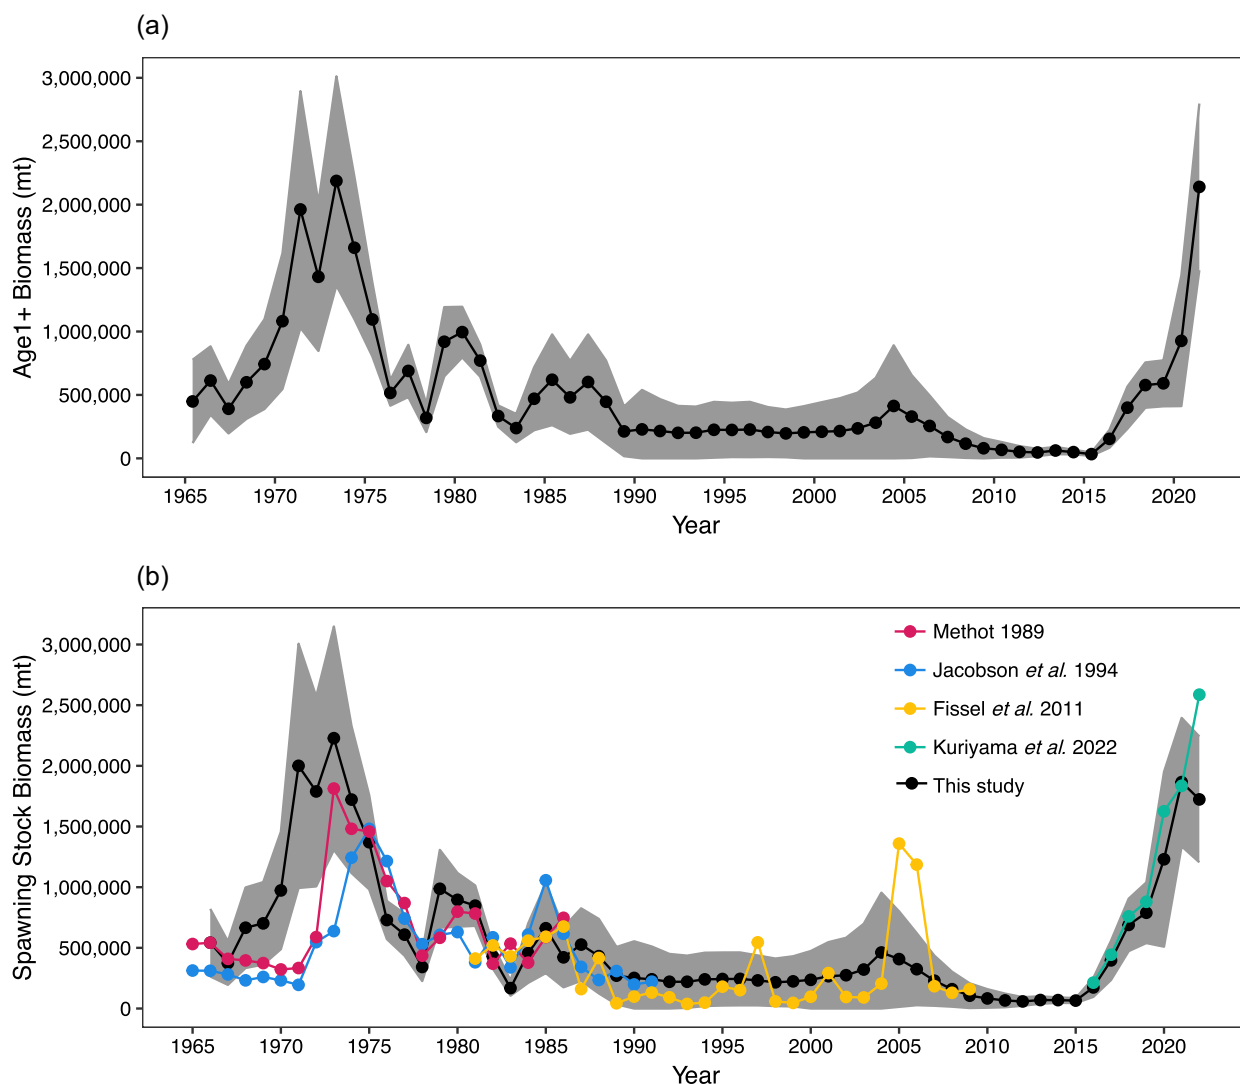 (a)
Age1+ Biomass (mt)
3,000,000
2,500,000
2,000,000
1,500,000
1,000,000
500,000
0
1965 1970 1975 1980 1985 1990 1995 2000 2005 2010 2015 2020
Year
(b)
Spawning Stock Biomass (mt)
3,000,000
2,500,000
2,000,000
1,500,000
1,000,000
500,000
0
Methot 1989
Jacobson et al. 1994
Fissel et al. 2011
Kuriyama et al. 2022
This study
1965 1970 1975 1980 1985 1990 1995 2000 2005 2010 2015 2020
Year